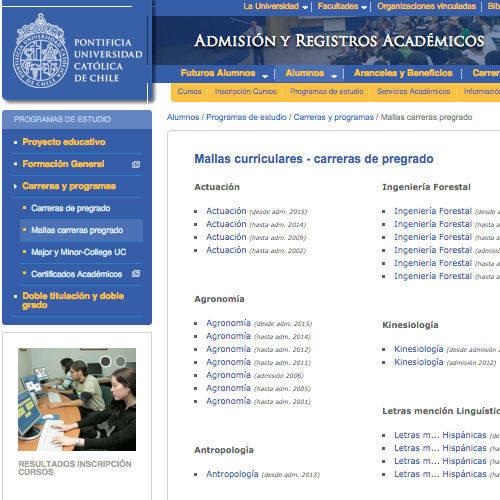 La Universidad
Facultades
Organizaciones vinculadas
Bib
PONTIFICIA
UNIVERSIDAD
CATÓLICA
DE CHILE
ADMISIÓN Y REGISTROS ACADÉMICOS
Futuros Alumnos
Alumnos
Aranceles y Beneficios
Carrer
Cursos
Inscripción Cursos
Programas de estudio
Servicios Académicos
Informació
PROGRAMAS DE ESTUDIO
Proyecto educativo
Formación General
Carreras y programas
Carreras de pregrado
Mallas carreras pregrado
Major y Minor-College UC
Certificados Académicos
Doble titulación y doble
grado
RESULTADOS INSCRIPCIÓN
CURSOS
Alumnos / Programas de estudio / Carreras y programas / Mallas carreras pregrado
Mallas curriculares - carreras de pregrado
Actuación
Actuación (desde adm. 2015)
Actuación (hasta adm. 2014)
Actuación (hasta adm. 2009)
Actuación (hasta adm. 2002)
Agronomía
Agronomía (desde adm. 2015)
Agronomía (hasta adm. 2014)
Agronomía (hasta adm. 2012)
Agronomía (hasta adm. 2011)
Agronomía (admisión 2006)
Agronomía (hasta adm. 2005)
Agronomía (hasta adm. 2001)
Antropología
Antropología (desde adm. 2013)
Ingeniería Forestal
Ingeniería Forestal (desde a
Ingeniería Forestal (hasta a
Ingeniería Forestal (hasta a
Ingeniería Forestal (admisió
Ingeniería Forestal (hasta a
Ingeniería Forestal (hasta a
Kinesiología
Kinesiología (desde admisión 2
Kinesiología (admisión 2012)
Letras mención Lingüístic
Letras m... Hispánicas (de
Letras m... Hispánicas (ha
Letras m... Hispánicas (ha
Letras m... Hispánicas (ha